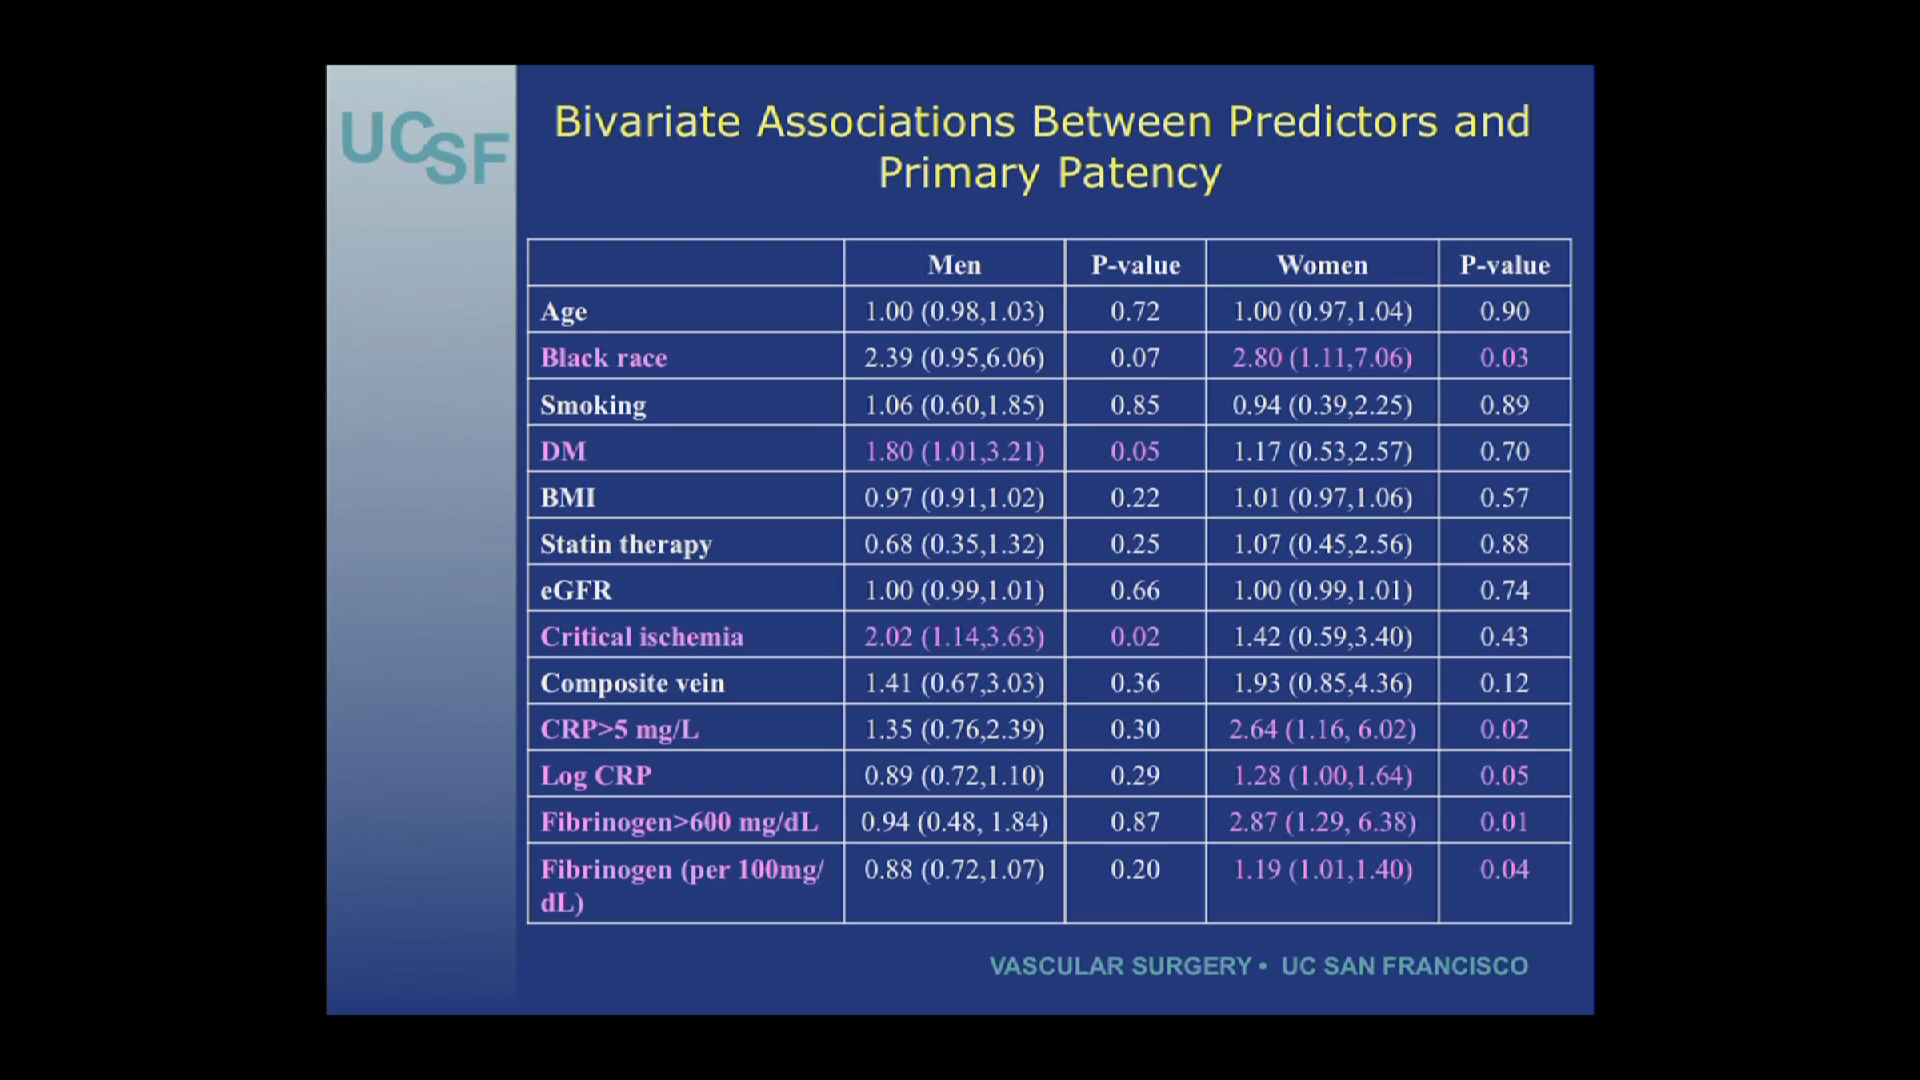 UCSF
Bivariate Associations Between Predictors and
Primary Patency
Men P-value Women P-value
Age 1.00 (0.98,1.03) 0.72 1.00 (0.97,1.04) 0.90
Black race 2.39 (0.95,6.06) 0.07 2.80 (1.11,7.06) 0.03
Smoking 1.06 (0.60,1.85) 0.85 0.94 (0.39,2.25) 0.89
DM 1.80 (1.01,3.21) 0.05 1.17 (0.53,2.57) 0.70
BMI 0.97 (0.91,1.02) 0.22 1.01 (0.97,1.06) 0.57
Statin therapy 0.68 (0.35,1.32) 0.25 1.07 (0.45,2.56) 0.88
eGFR 1.00 (0.99,1.01) 0.66 1.00 (0.99,1.01) 0.74
Critical ischemia 2.02 (1.14,3.63) 0.02 1.42 (0.59,3.40) 0.43
Composite vein 1.41 (0.67,3.03) 0.36 1.93 (0.85,4.36) 0.12
CRP>5 mg/L 1.35 (0.76,2.39) 0.30 2.64 (1.16, 6.02) 0.02
Log CRP 0.89 (0.72,1.10) 0.29 1.28 (1.00,1.64) 0.05
Fibrinogen>600 mg/dL 0.94 (0.48, 1.84) 0.87 2.87 (1.29, 6.38) 0.01
Fibrinogen (per 100mg/ 0.88 (0.72,1.07) 0.20 1.19 (1.01,1.40) 0.04
dL)
VASCULAR SURGERY • UC SAN FRANCISCO